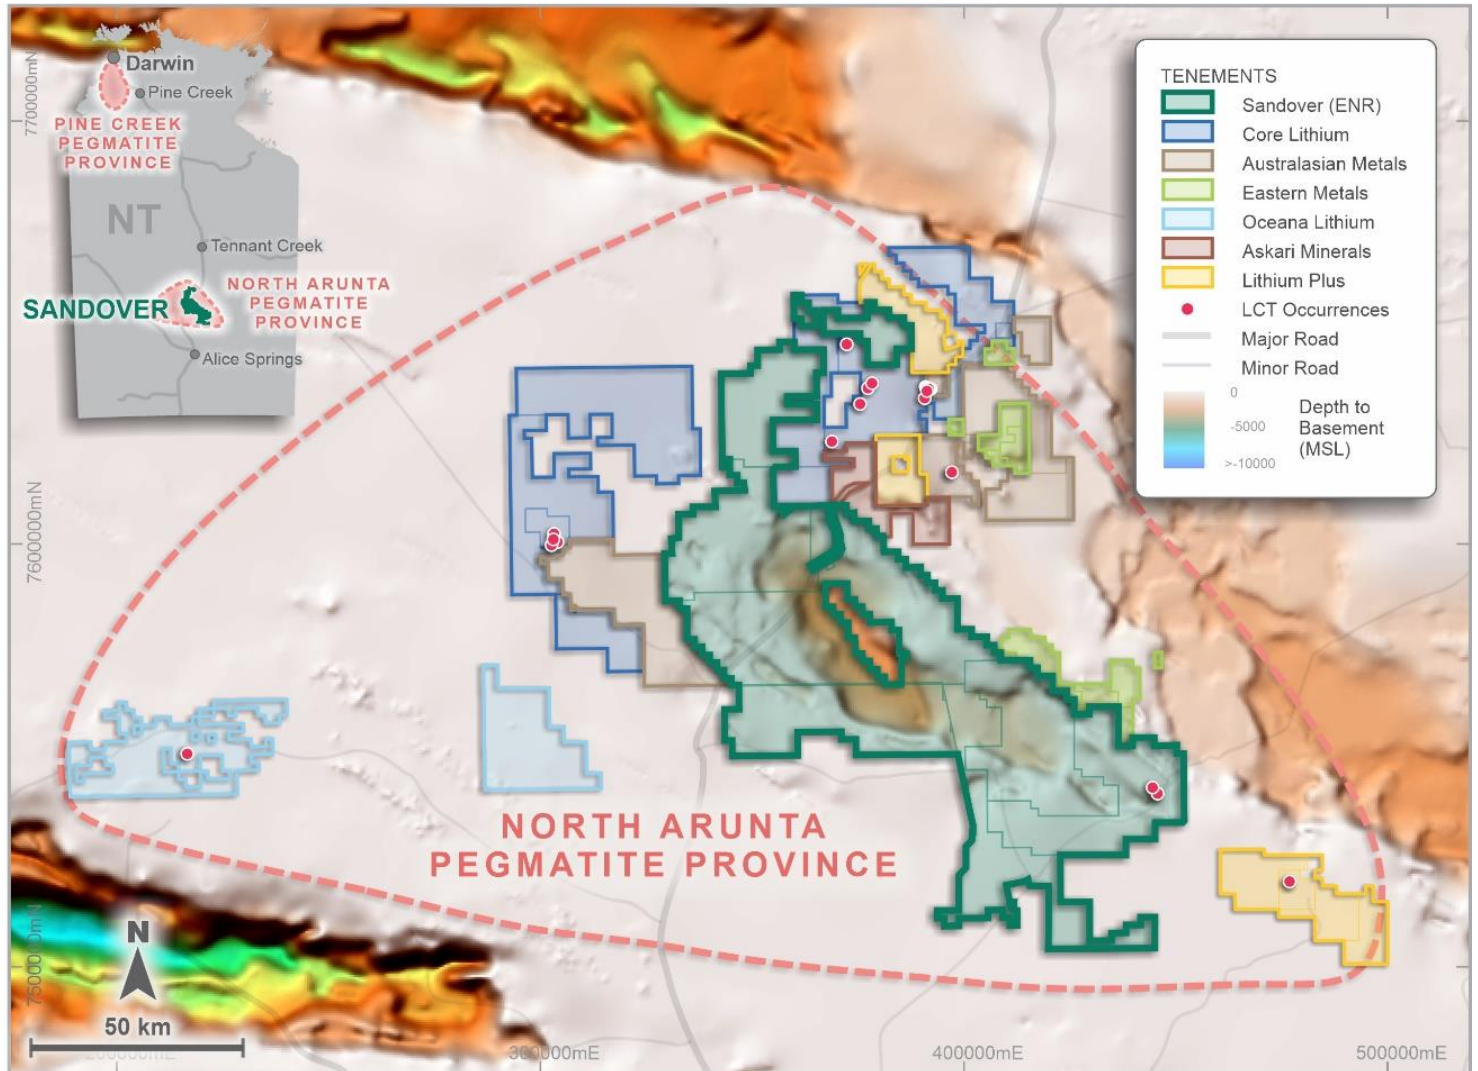 Darwin
Pine Creek
PINE CREEK
PEGMATITE
PROVINCE
NT
Tennant Creek
NORTH ARUNTA
PEGMATITE
PROVINCE
SANDOVER
Alice Springs
TENEMENTS
Sandover (ENR)
Core Lithium
Australasian Metals
Eastern Metals
Oceana Lithium
Askari Minerals
Lithium Plus
LCT Occurrences
Major Road
Minor Road
0
-5000
>-10000
Depth to
Basement
(MSL)
7700000mN
7600000mN
7500000mN
NORTH ARUNTA
PEGMATITE PROVINCE
N
50 km
300000mE
400000mE
500000mE